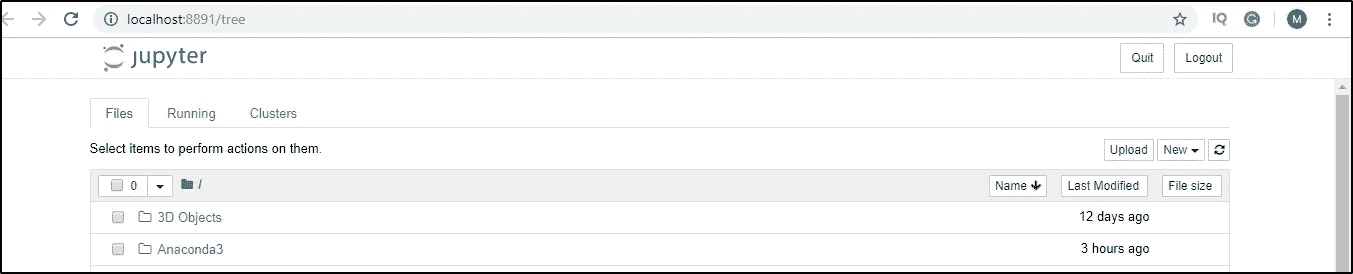 localhost:8891/tree
IQ
M
jupyter
Quit Logout
Files Running Clusters
Select items to perform actions on them.
Upload New
0 / Name Last Modified File size
3D Objects 12 days ago
Anaconda3 3 hours ago